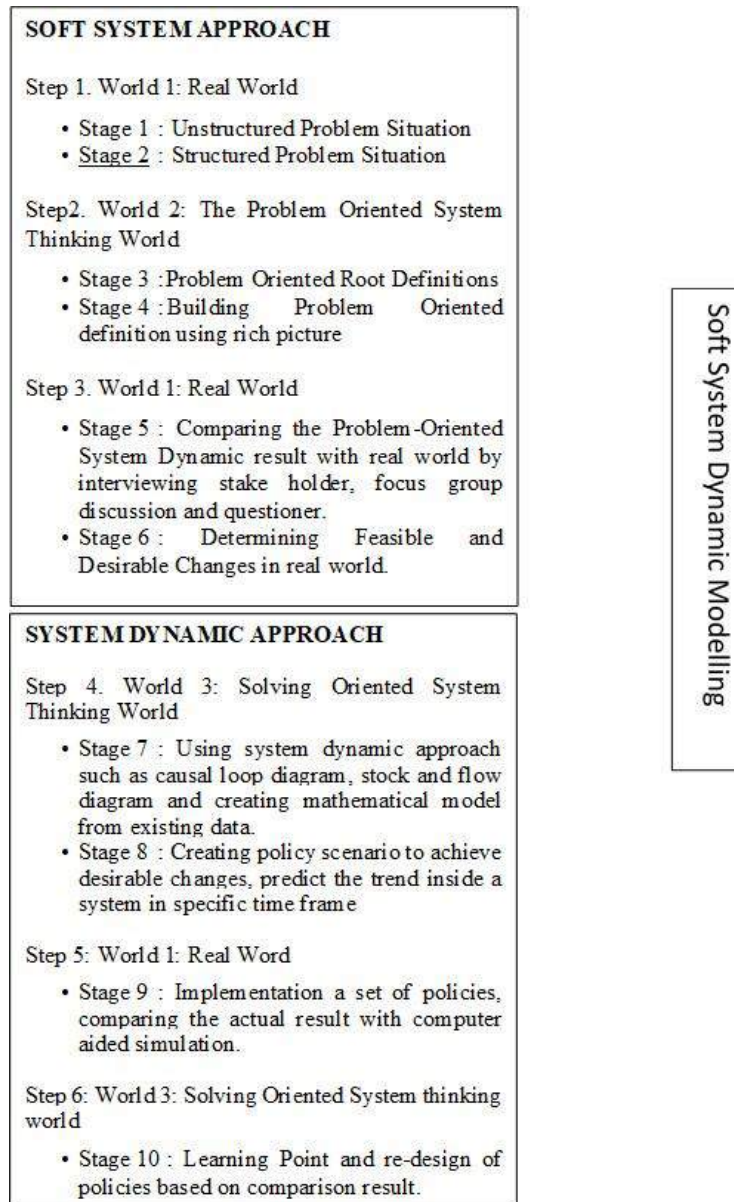 SOFT SYSTEM APPROACH
Step 1. World 1: Real World
• Stage 1 : Unstructured Problem Situation
• Stage 2 : Structured Problem Situation
Step2. World 2: The Problem Oriented System
Thinking World
• Stage 3 :Problem Oriented Root Definitions
• Stage 4 :Building Problem Oriented
definition using rich picture
Step 3. World 1: Real World
• Stage 5 : Comparing the Problem-Oriented
System Dynamic result with real world by
interviewing stake holder, focus group
discussion and questioner.
• Stage 6 : Determining Feasible and
Desirable Changes in real world.
SYSTEM DYNAMIC APPROACH
Step 4. World 3: Solving Oriented System
Thinking World
• Stage 7 : Using system dynamic approach
such as causal loop diagram, stock and flow
diagram and creating mathematical model
from existing data.
• Stage 8 : Creating policy scenario to achieve
desirable changes, predict the trend inside a
system in specific time frame
Step 5: World 1: Real Word
• Stage 9 : Implementation a set of policies,
comparing the actual result with computer
aided simulation.
Step 6: World 3: Solving Oriented System thinking
world
• Stage 10 : Learning Point and re-design of
policies based on comparison result.
Soft System Dynamic Modelling